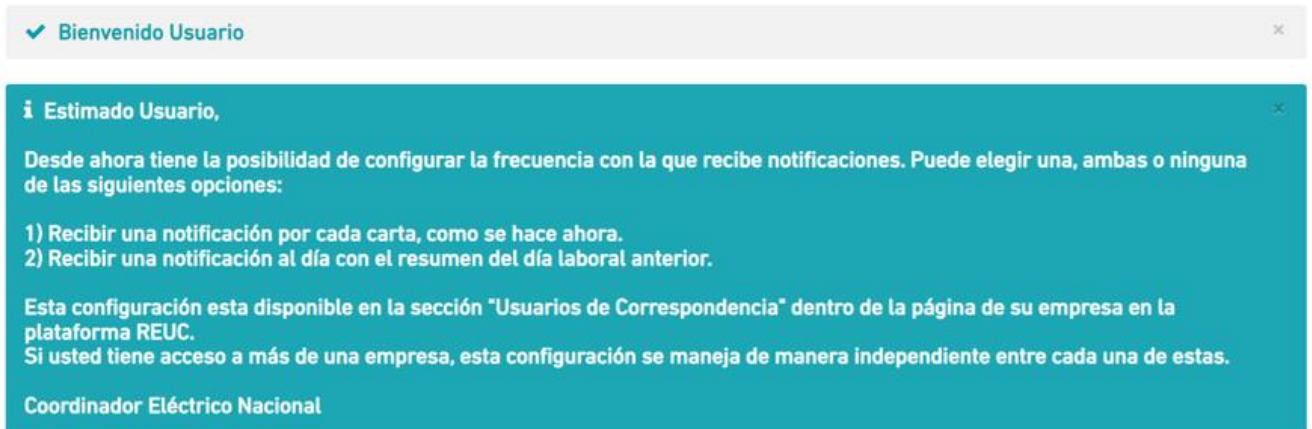 Bienvenido Usuario
Estimado Usuario,
Desde ahora tiene la posibilidad de configurar la frecuencia con la que recibe notificaciones. Puede elegir una, ambas o ninguna
de las siguientes opciones:
1) Recibir una notificación por cada carta, como se hace ahora.
2) Recibir una notificación al día con el resumen del día laboral anterior.
Esta configuración esta disponible en la sección "Usuarios de Correspondencia" dentro de la página de su empresa en la
plataforma REUC.
Si usted tiene acceso a más de una empresa, esta configuración se maneja de manera independiente entre cada una de estas.
Coordinador Eléctrico Nacional